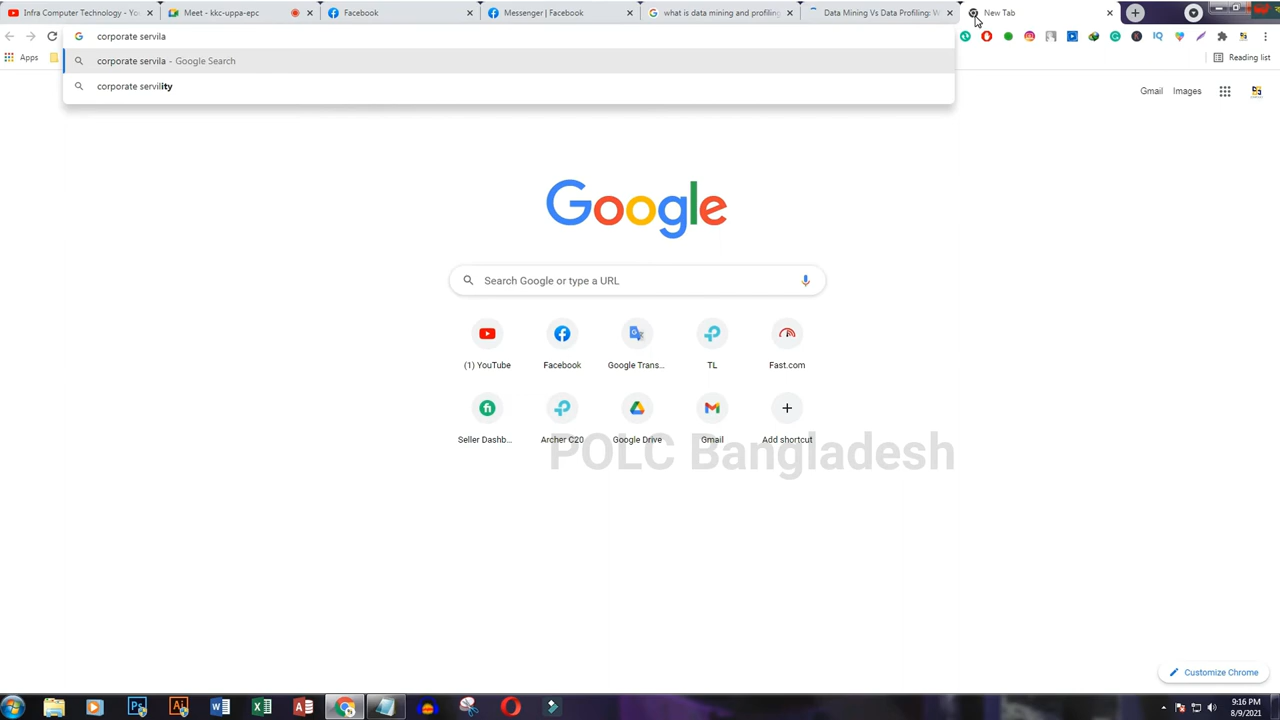 Infra Computer Technology - Yo
Meet - kkc-uppa-epc
Facebook
Messenger | Facebook
what is data mining and profiling
Data Mining Vs Data Profiling: W
New Tab
corporate servila
corporate servila - Google Search
corporate servility
Apps
Reading list
Gmail
Images
Google
Search Google or type a URL
(1) YouTube
Facebook
Google Trans...
TL
Fast.com
Seller Dashb...
Archer C20
Google Drive
Gmail
Add shortcut
POLC Bangladesh
Customize Chrome
9:16 PM
8/9/2021